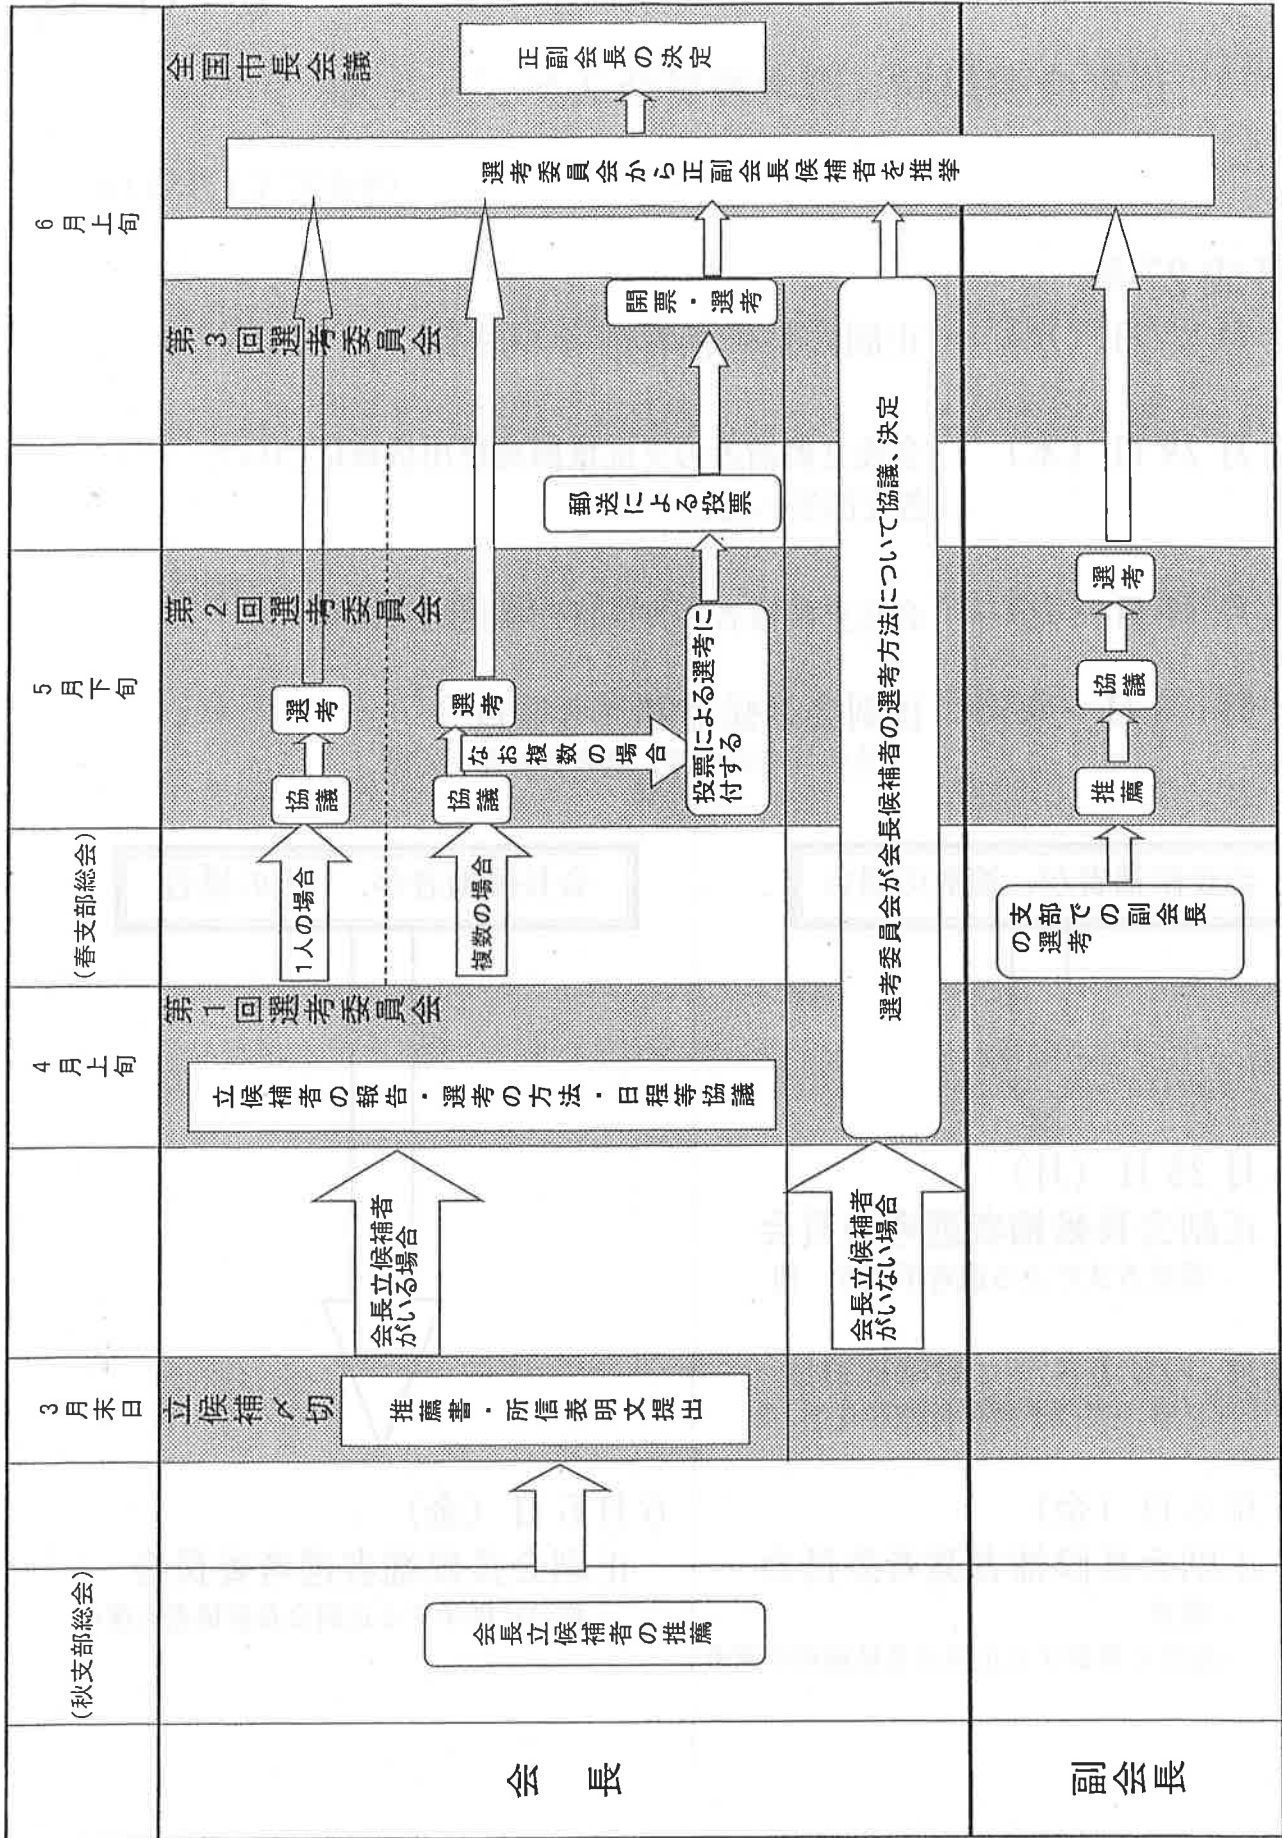 (秋支部総会)
3月末日
4月上旬
(春支部総会)
5月下旬
6月上旬
会長
会長立候補者の推薦
立候補〆切
推薦書・所信表明文提出
会長立候補者
がいる場合
第1回選考委員会
立候補者の報告・選考の方法・日程等協議
1人の場合
協議
選考
複数の場合
協議
選考
なお複数の場合
第2回選考委員会
投票による選考に
付する
郵送による投票
第3回選考委員会
開票・選考
会長立候補者
がいない場合
選考委員会が会長候補者の選考方法について協議、決定
全国市長会議
選考委員会から正副会長候補者を推挙
正副会長の決定
副会長
支部での副会長
の選考
推薦
協議
選考